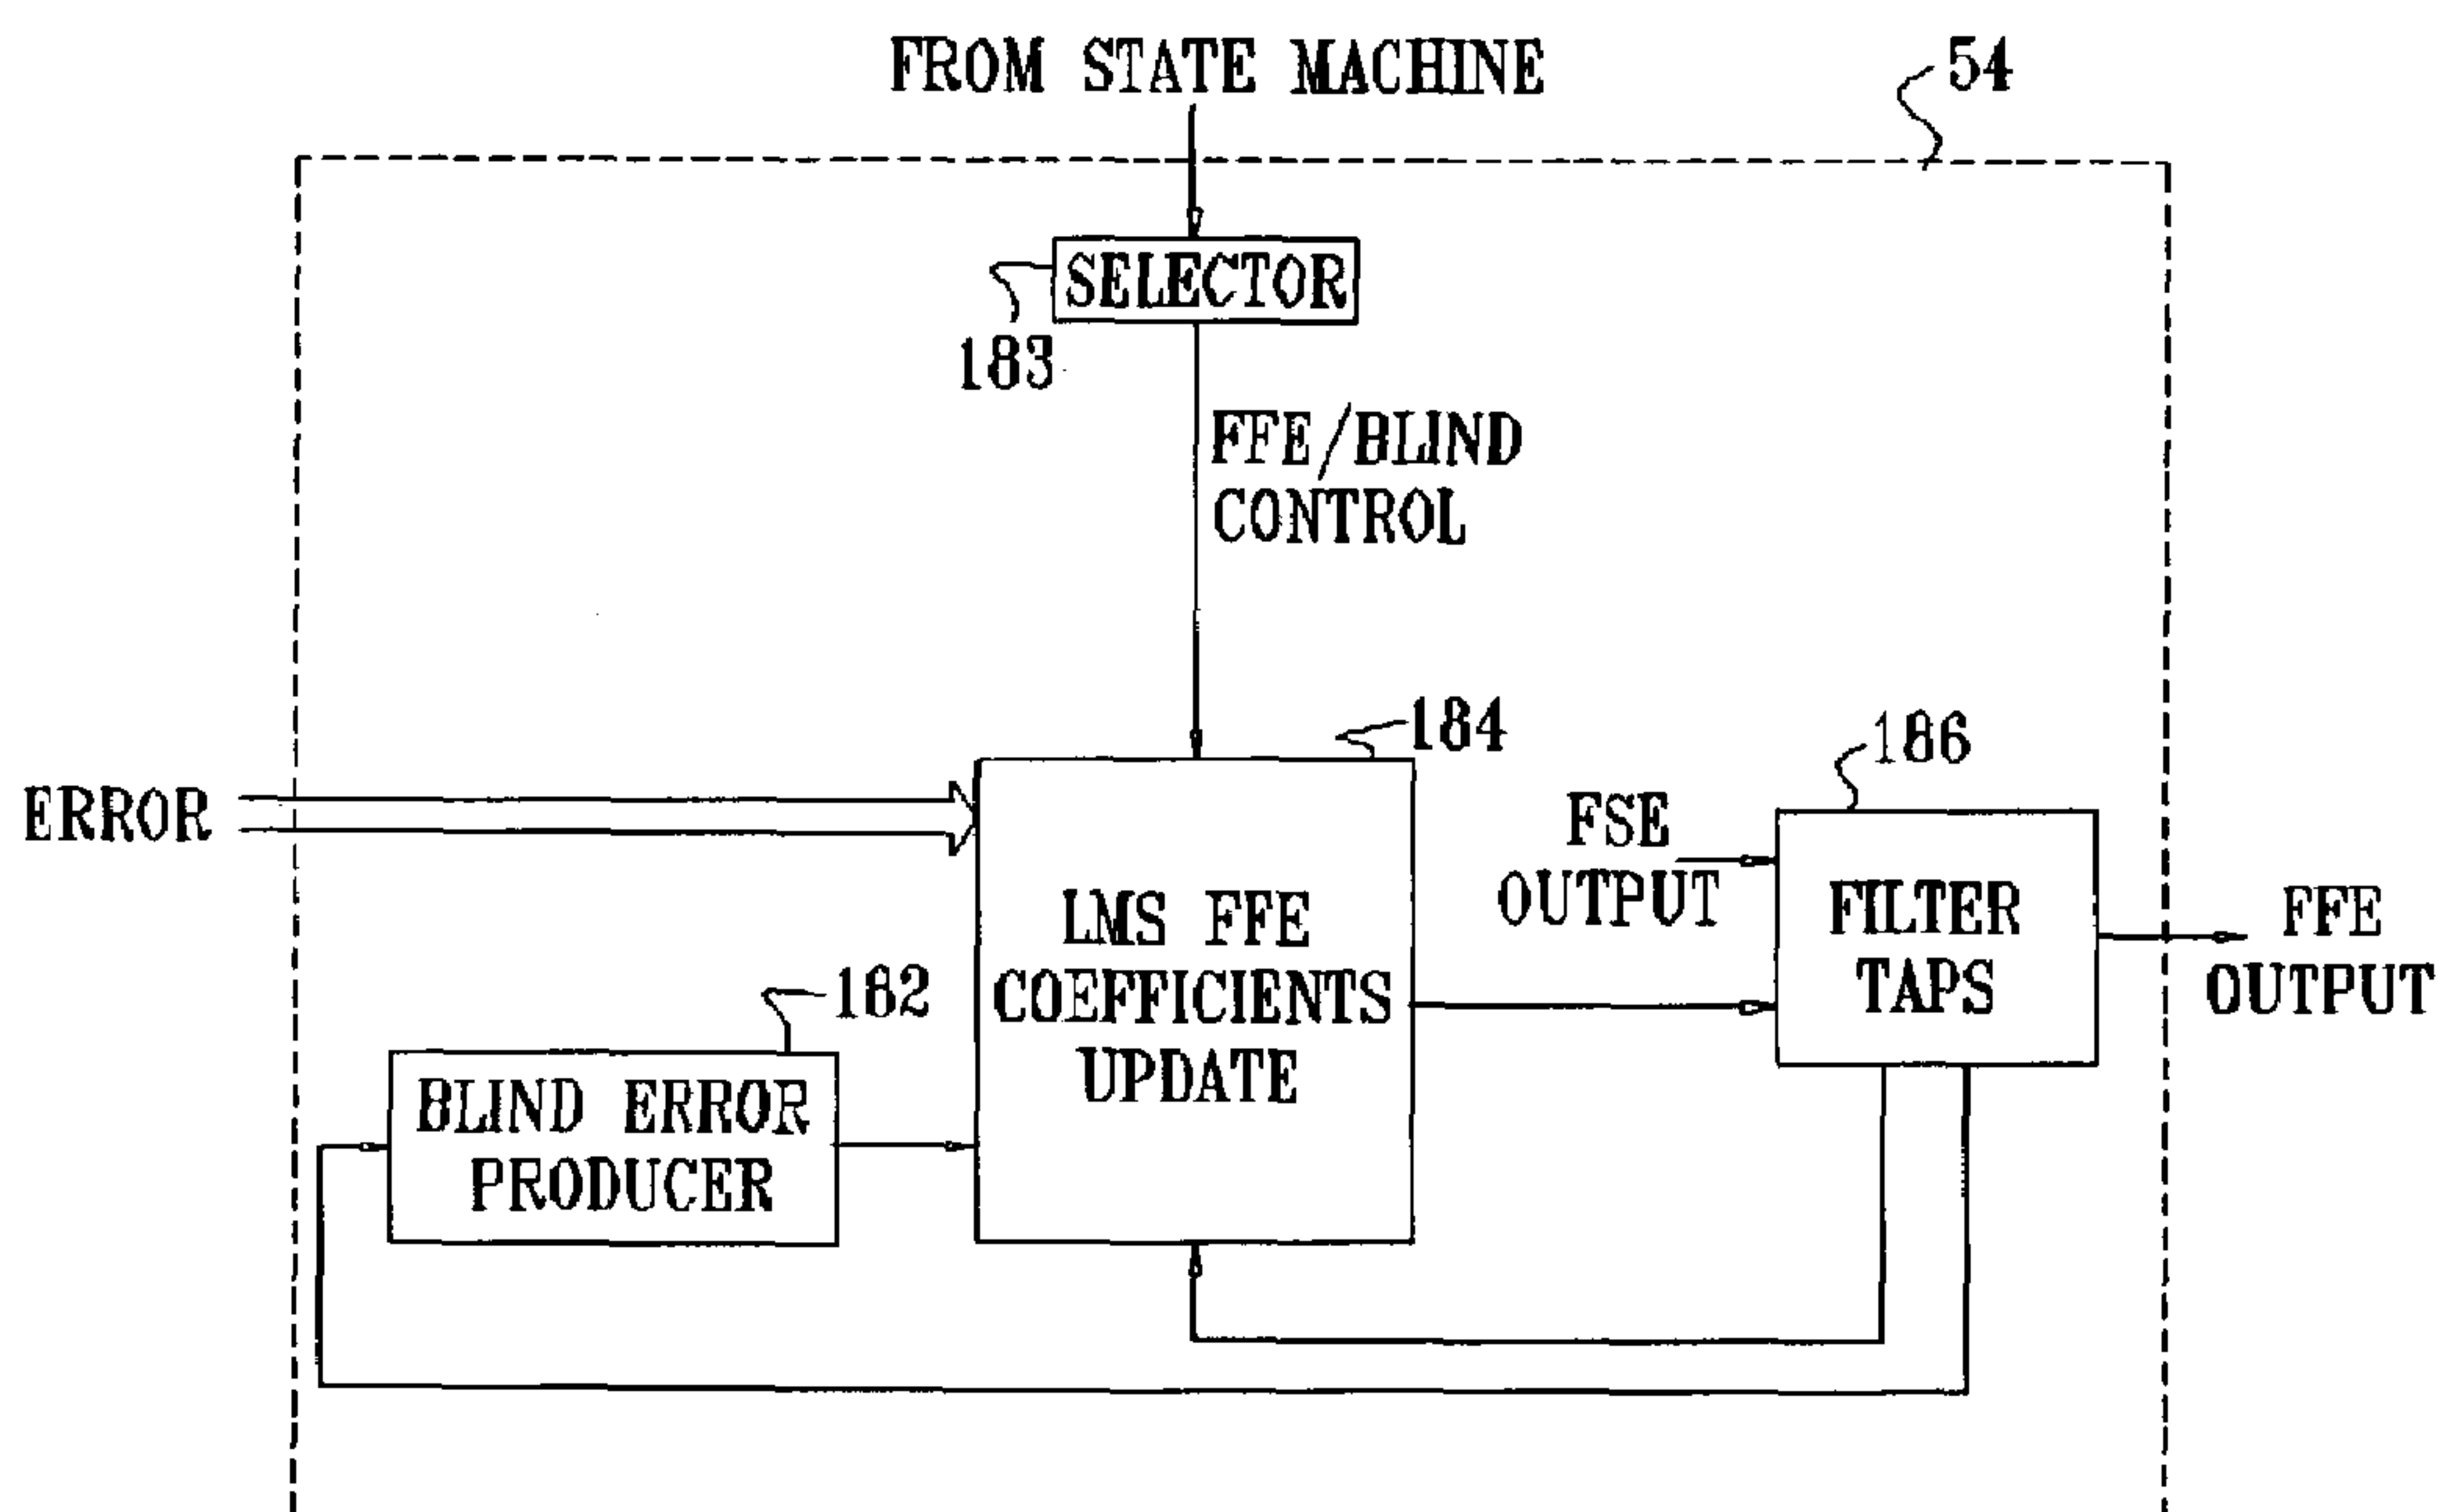 FROM STATE MACHINE
54
SELECTOR
183
FFE/BLIND
CONTROL
184
186
ERROR
FSE
OUTPUT
FILTER
TAPS
FFE
OUTPUT
LMS FFE
COEFFICIENTS
UPDATE
182
BLIND ERROR
PRODUCER